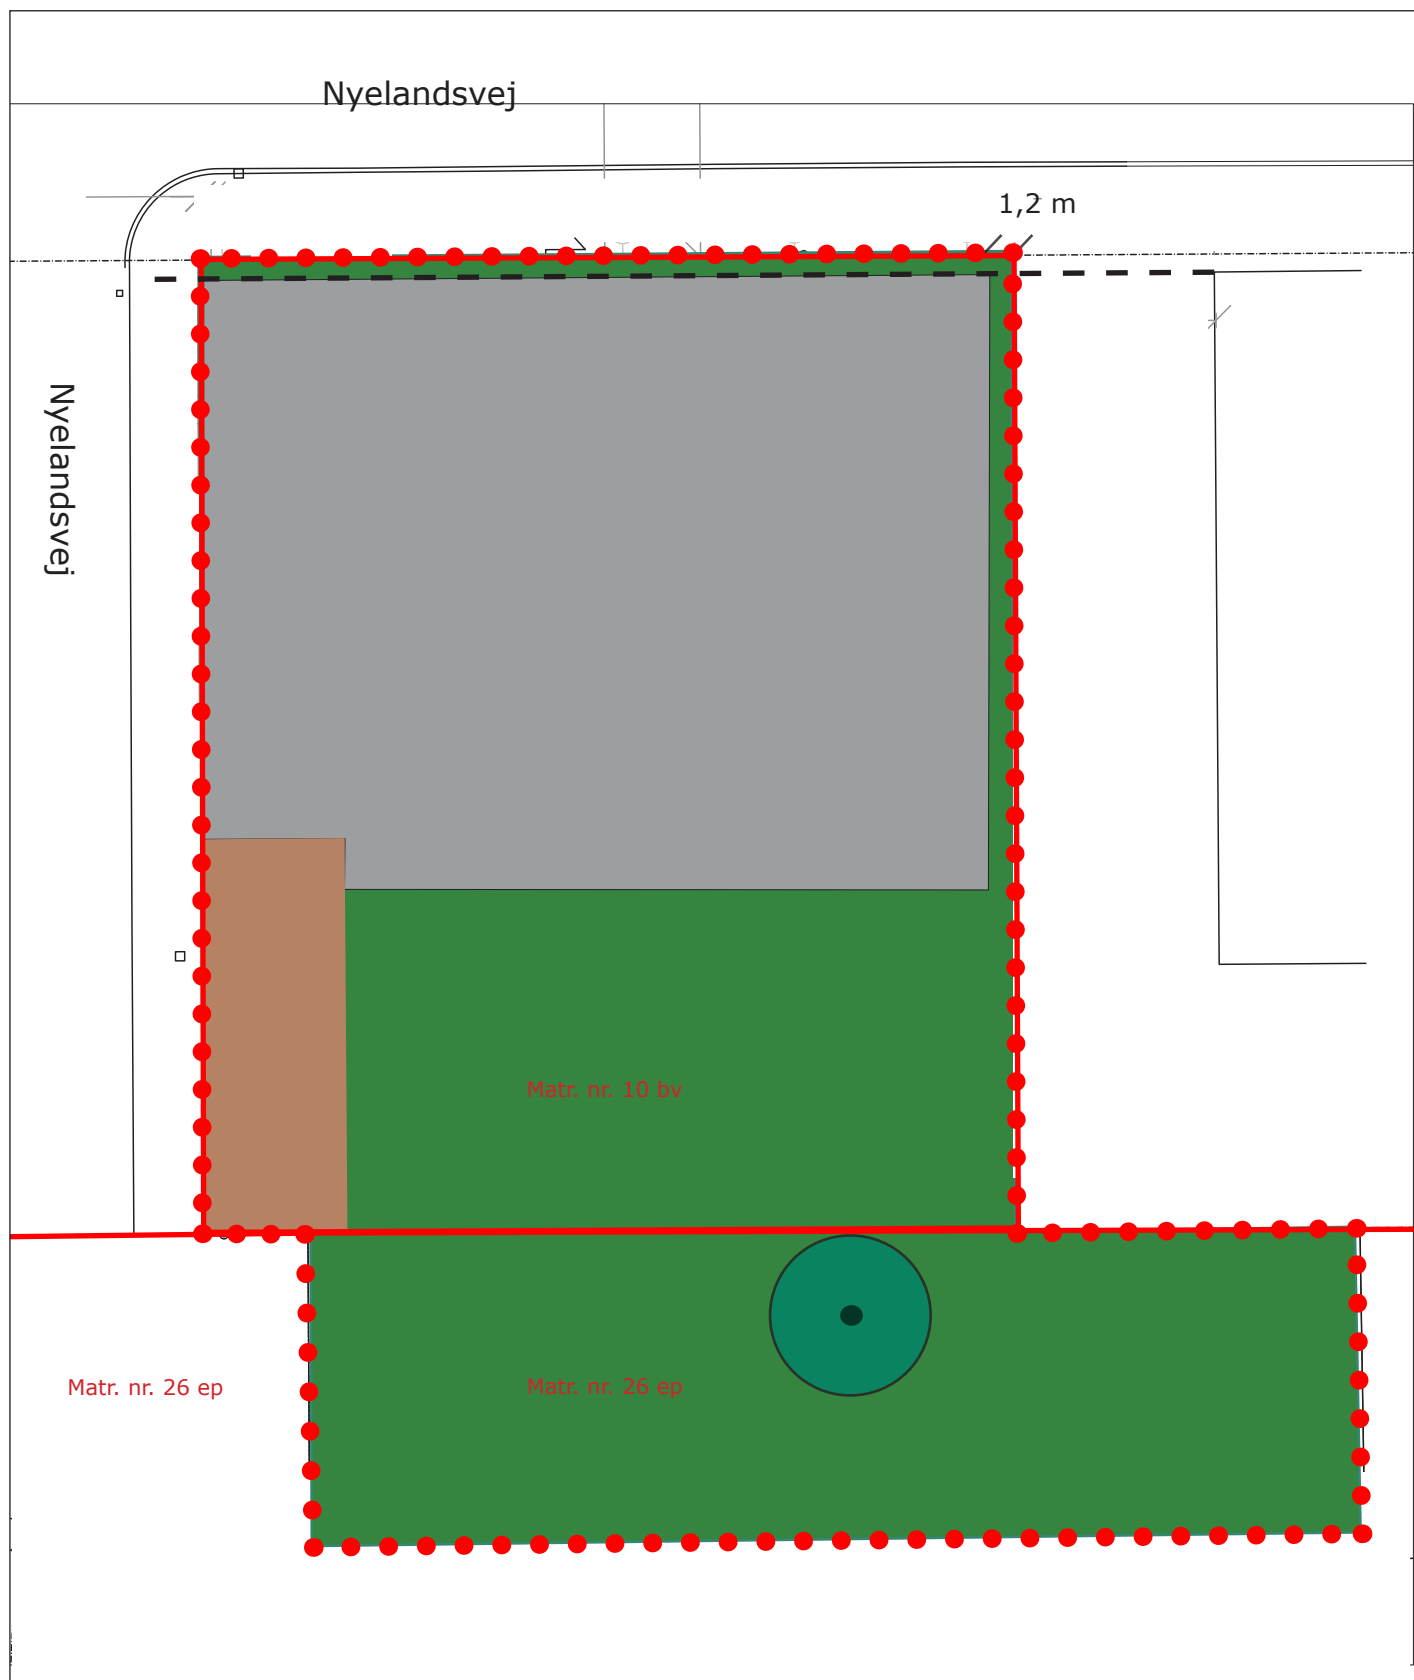 Nyelandsvej
1,2 m
Nyelandsvej
Matr. nr. 10 bv
Matr. nr. 26 ep
Matr. nr. 26 ep